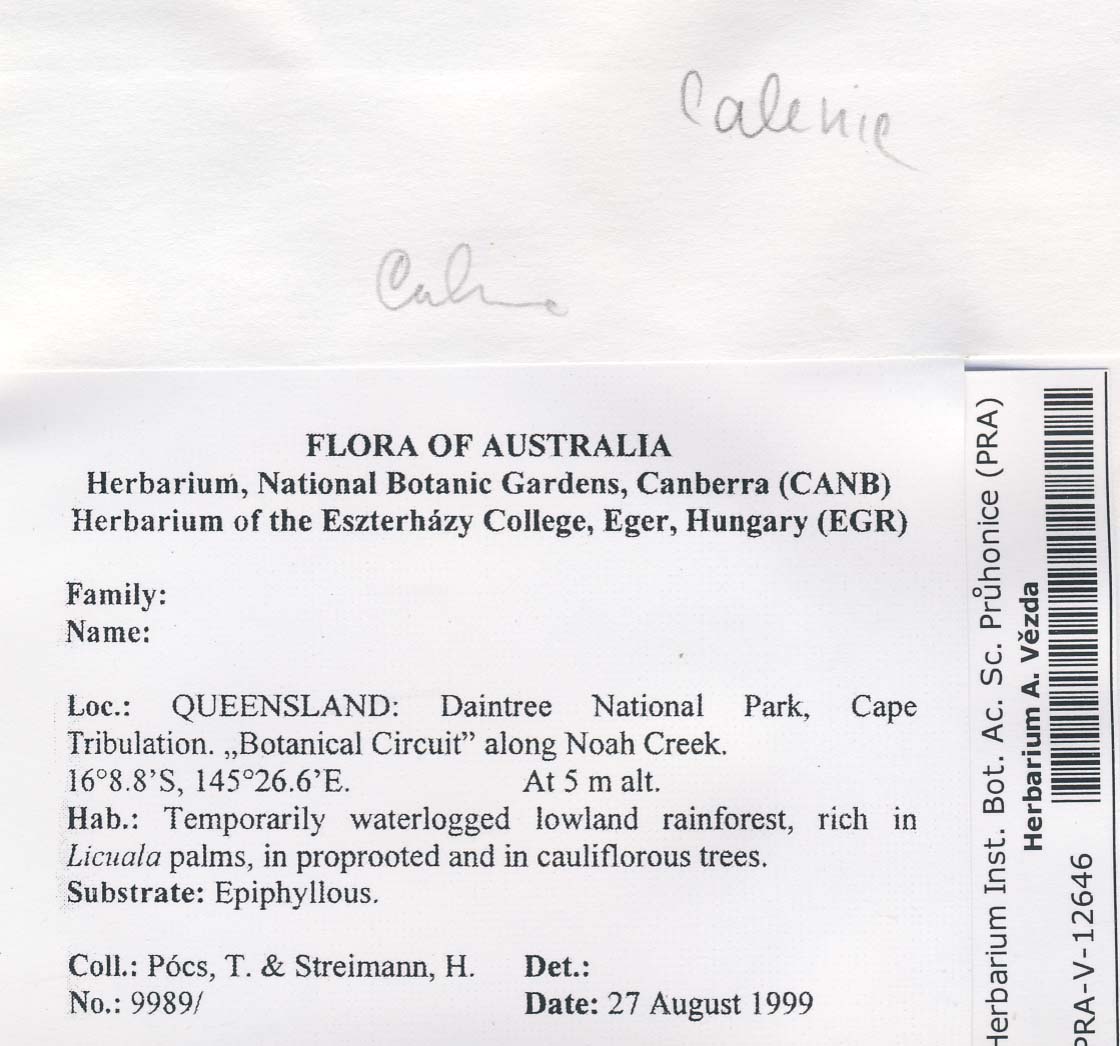 Calenie
FLORA OF AUSTRALIA
Herbarium, National Botanic Gardens, Canberra (CANB)
Herbarium of the Eszterházy College, Eger, Hungary (EGR)
Family:
Name:
Loc.: QUEENSLAND: Daintree National Park, Cape
Tribulation. „Botanical Circuit” along Noah Creek.
16°8.8’S, 145°26.6’E. At 5 m alt.
Hab.: Temporarily waterlogged lowland rainforest, rich in
Licuala palms, in proprooted and in cauliflorous trees.
Substrate: Epiphyllous.
Coll.: Pócs, T. & Streimann, H. Det.:
No.: 9989/ Date: 27 August 1999
Herbarium Inst. Bot. Ac. Sc. Průhonice (PRA)
Herbarium A. Vězda
PRA-V-12646